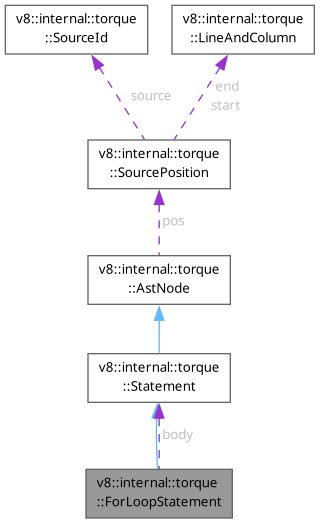 v8::internal::torque
::SourceId
v8::internal::torque
::LineAndColumn
source
end
start
v8::internal::torque
::SourcePosition
pos
v8::internal::torque
::AstNode
v8::internal::torque
::Statement
body
v8::internal::torque
::ForLoopStatement